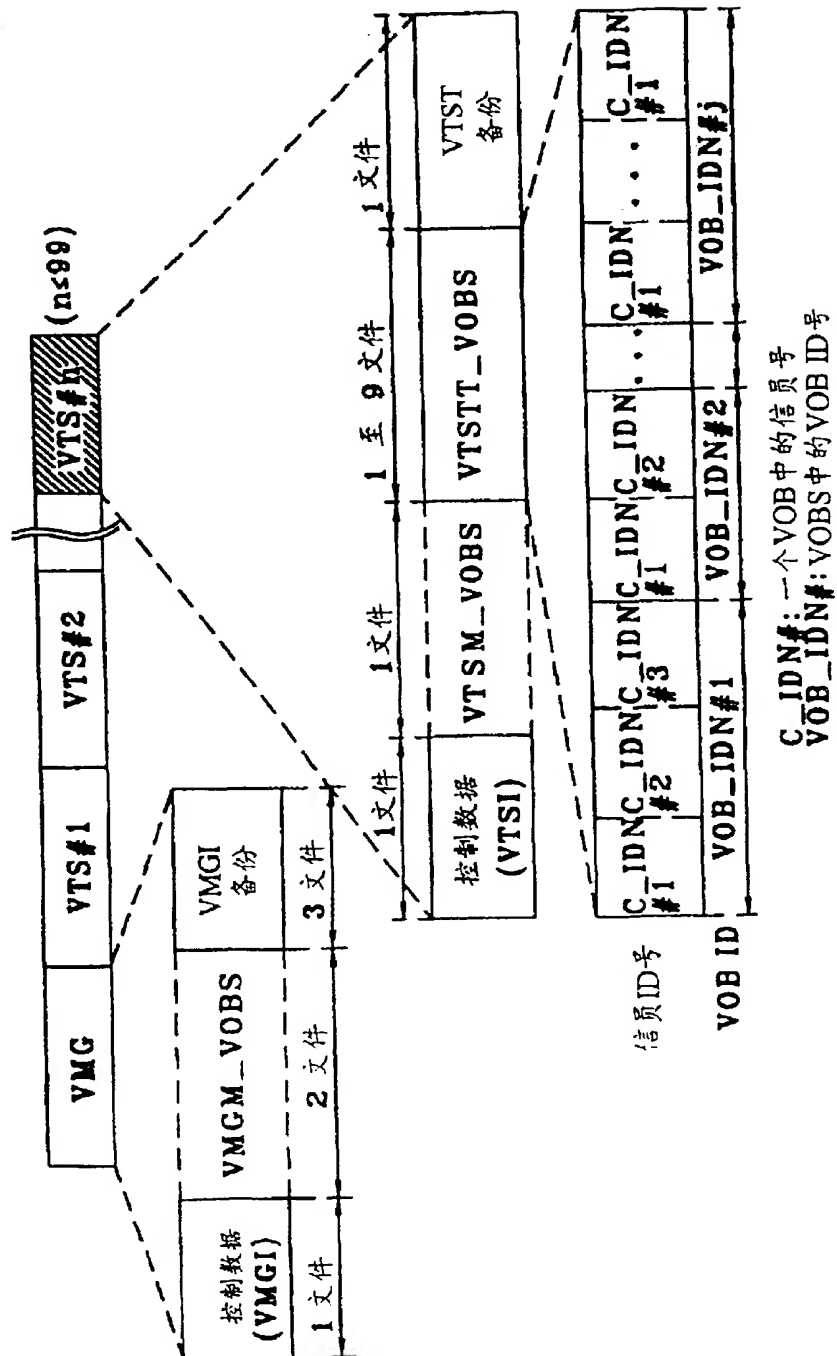 VMG VTS#1 VTS#2 VTS#n (n≤99)
控制数据 VMGM_VOBS VMGI
(VMGI) 备份
1文件 2文件 3文件
1文件 1文件 1至9文件 1文件
控制数据 VTSM_VOBS VTSTT_VOBS VTST
(VTSI) 备份
信员ID号 C_IDN C_IDN C_IDN C_IDN C_IDN ... C_IDN ... C_IDN
#1 #2 #3 #1 #2 #1 #1
VOB ID VOB_IDN#1 VOB_IDN#2 VOB_IDN#j
C_IDN#:一个VOB中的信员号
VOB_IDN#:VOBS中的VOB ID号